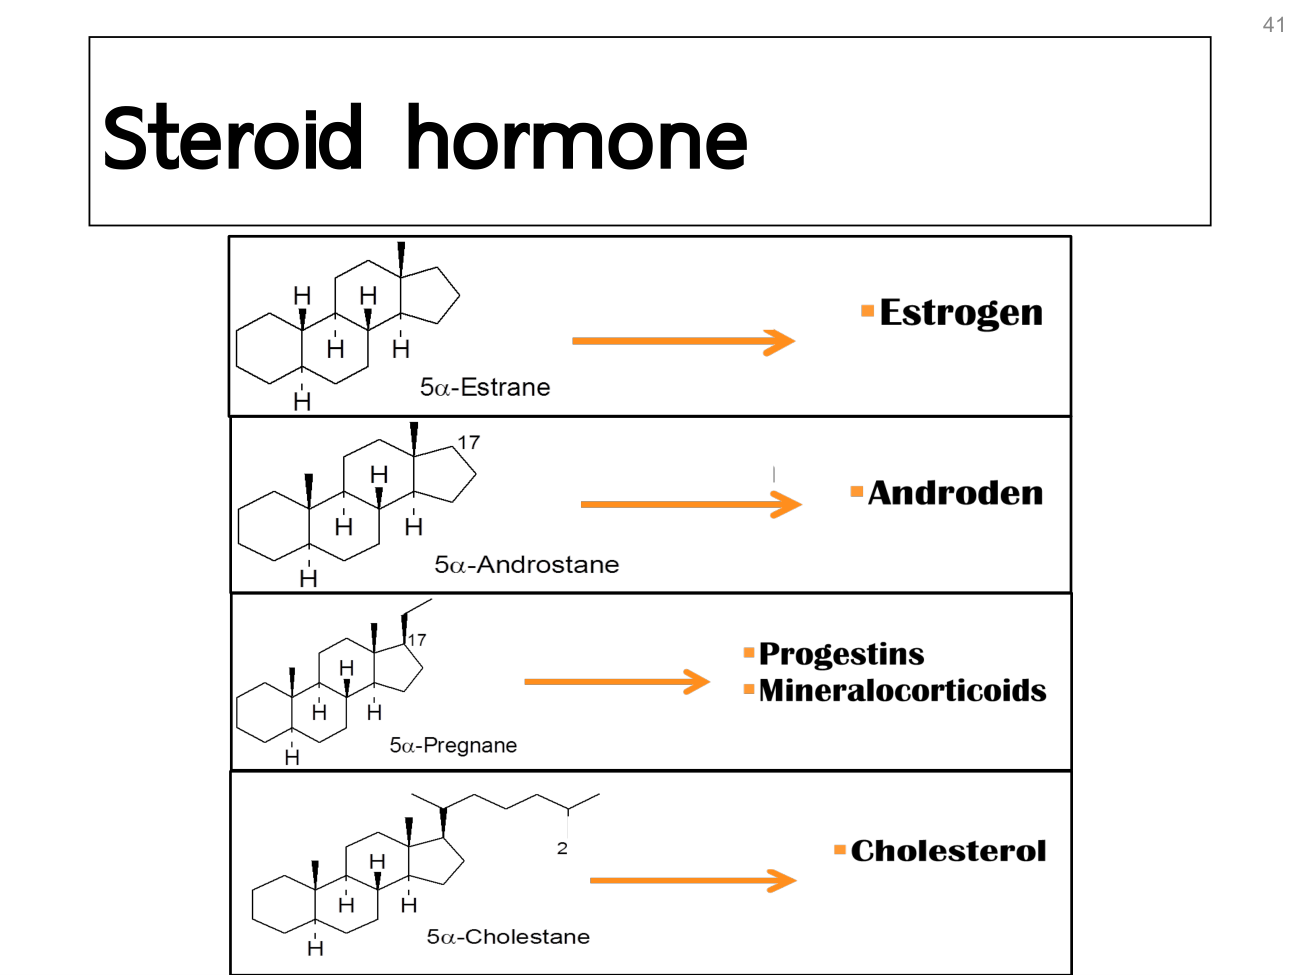 41
Steroid hormone
H H
H H
H
5α-Estrane
▪Estrogen
17
H
H H
H
5α-Androstane
▪Androden
17
H
H H
H
5α-Pregnane
▪Progestins
▪Mineralocorticoids
2
H
H H
H
5α-Cholestane
▪Cholesterol